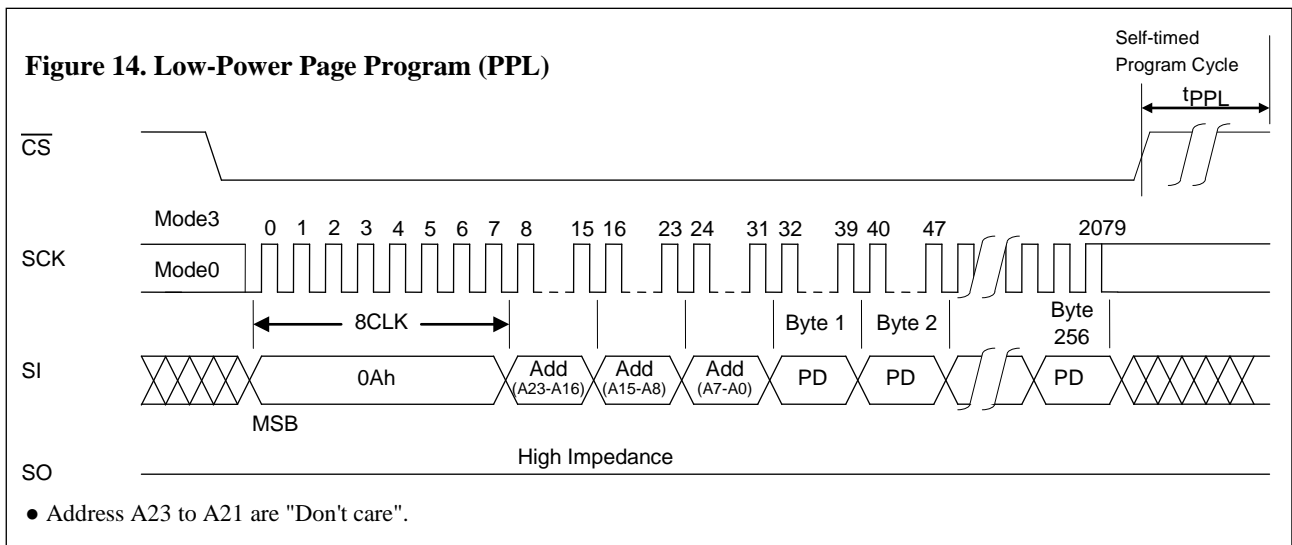 Self-timed
Program Cycle
Figure 14. Low-Power Page Program (PPL)
tPPL
CS
Mode3
0 1 2 3 4 5 6 7 8 15 16 23 24 31 32 39 40 47 2079
SCK
Mode0
8CLK
Byte 1
Byte 2
Byte
256
SI
0Ah
Add
(A23-A16)
Add
(A15-A8)
Add
(A7-A0)
PD
PD
PD
MSB
High Impedance
SO
● Address A23 to A21 are "Don't care".